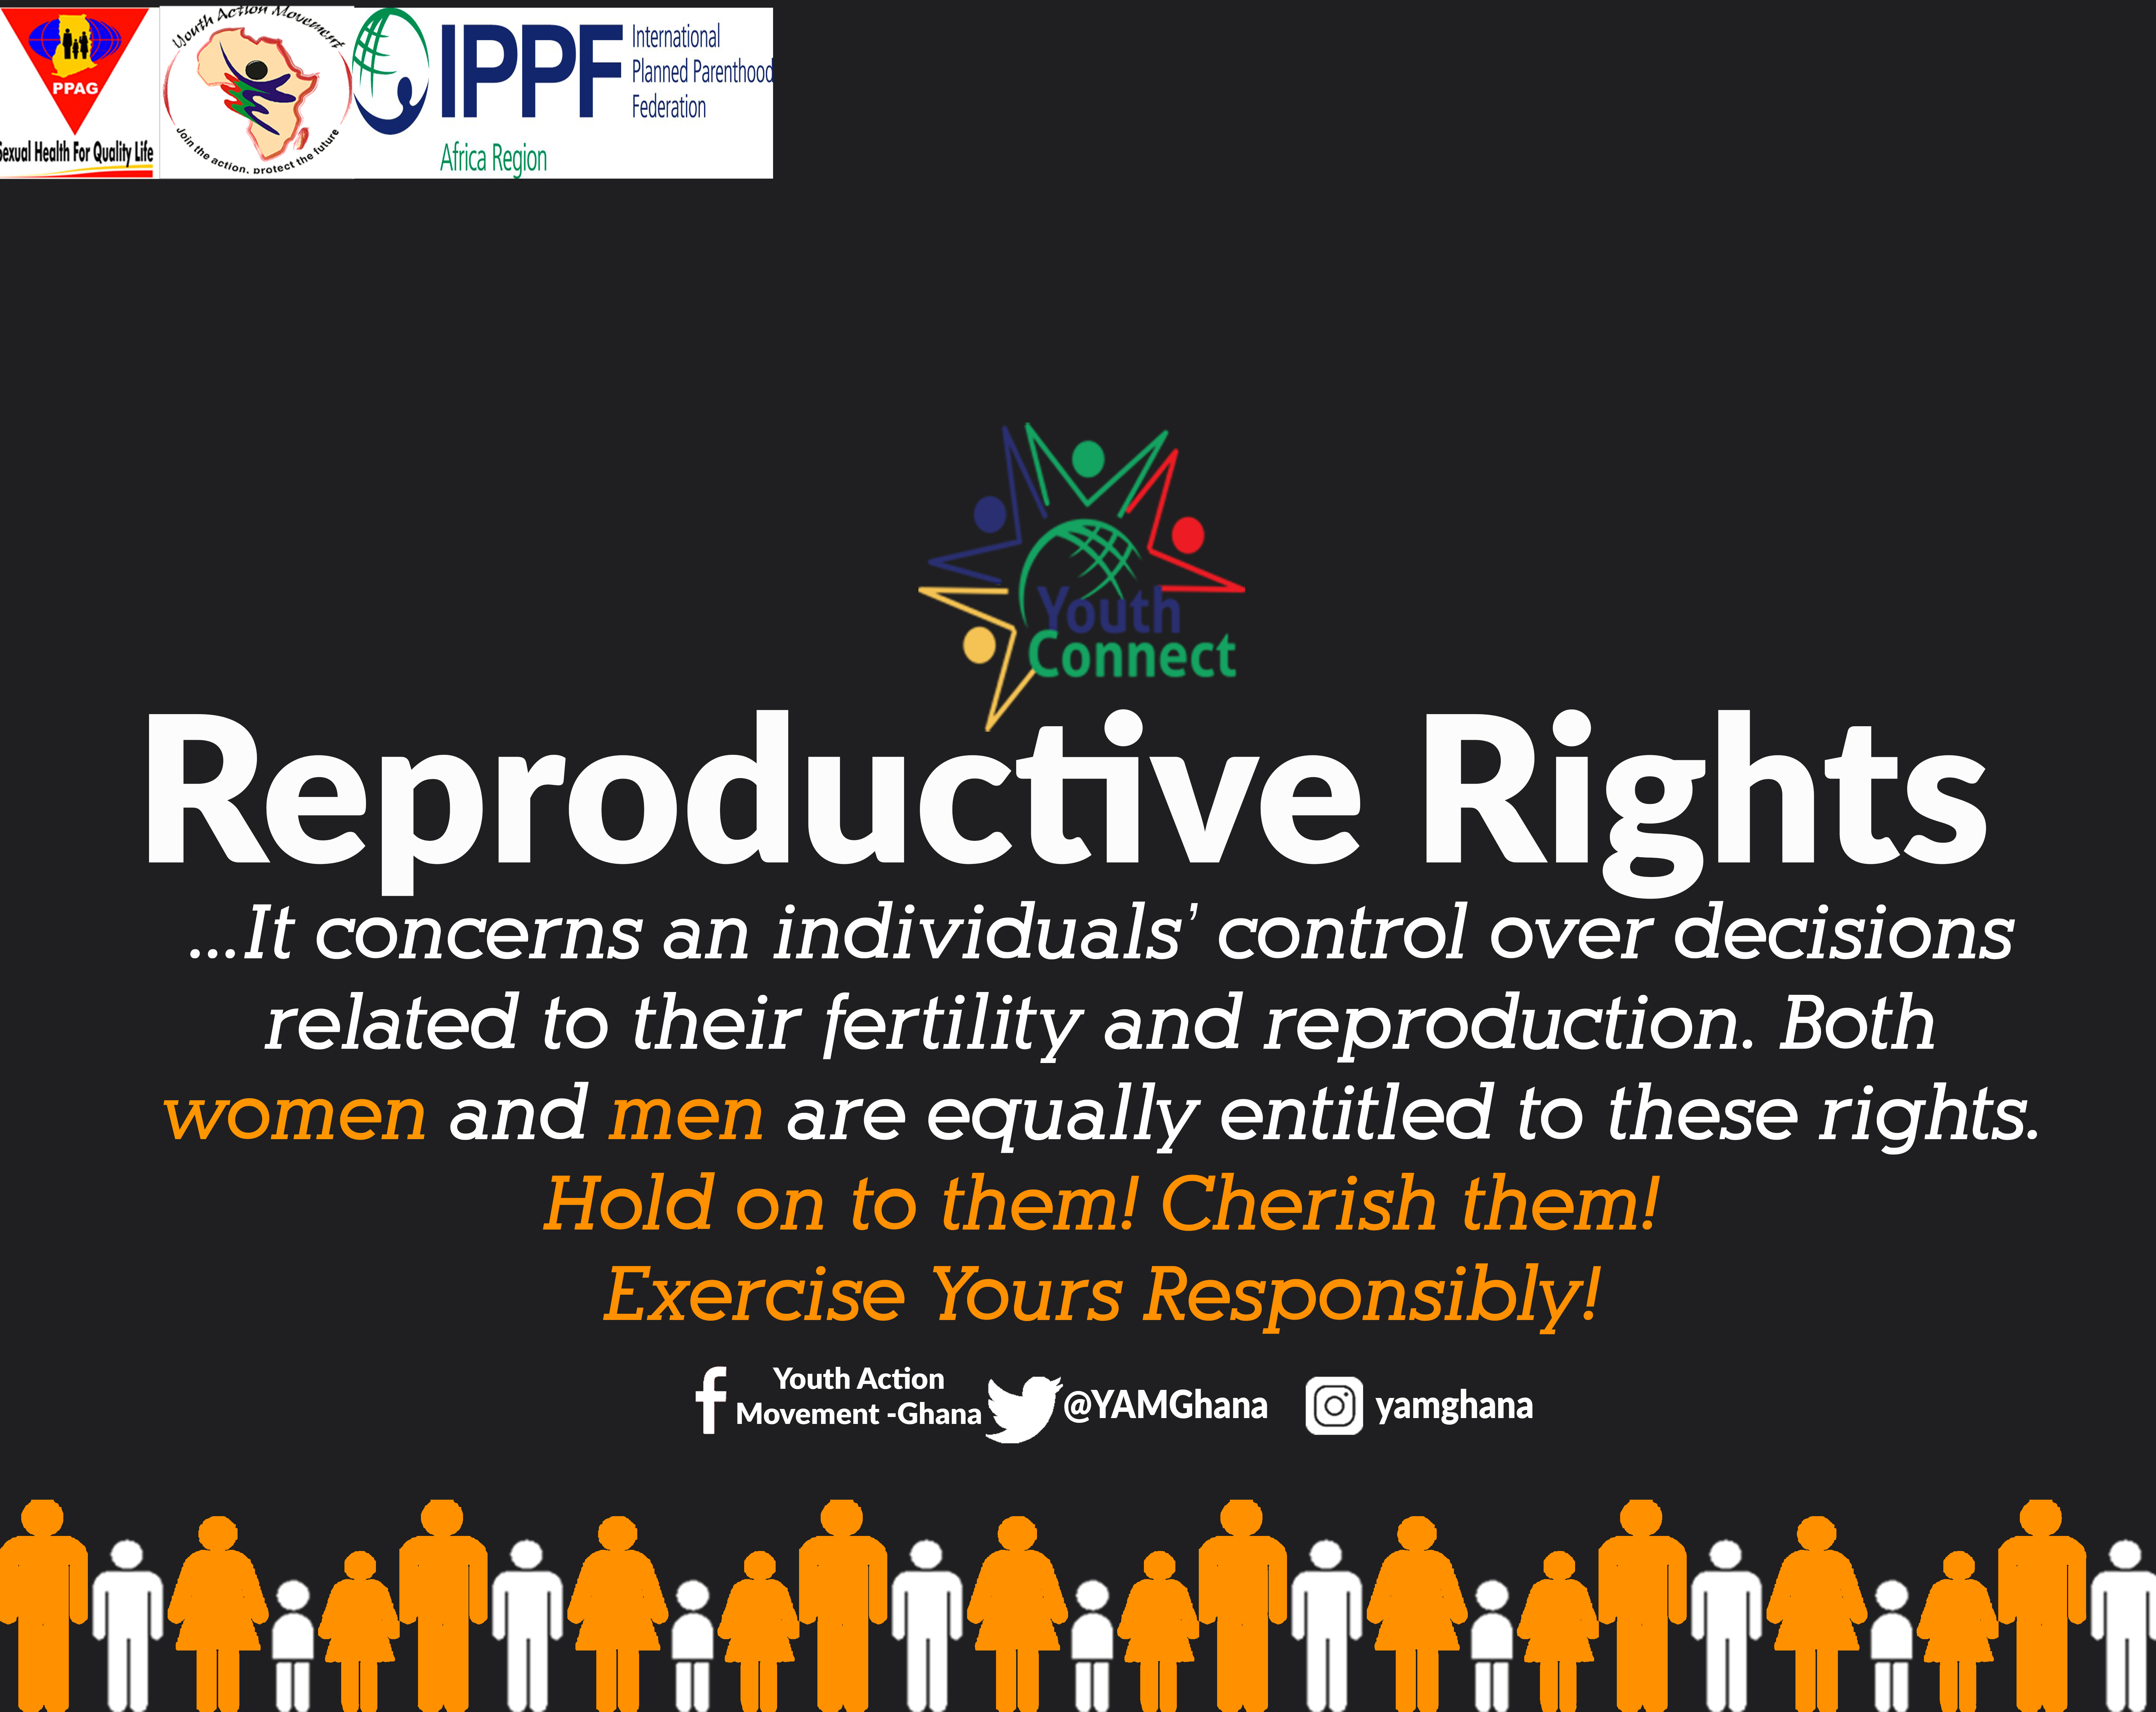 PPAG
Sexual Health For Quality Life
Youth Action Movement
Join the action, protect the future
IPPF
International
Planned Parenthood
Federation
Africa Region
Youth
Connect
Reproductive Rights
...It concerns an individuals’ control over decisions
related to their fertility and reproduction. Both
women and men are equally entitled to these rights.
Hold on to them! Cherish them!
Exercise Yours Responsibly!
Youth Action
Movement -Ghana
@YAMGhana
yamghana